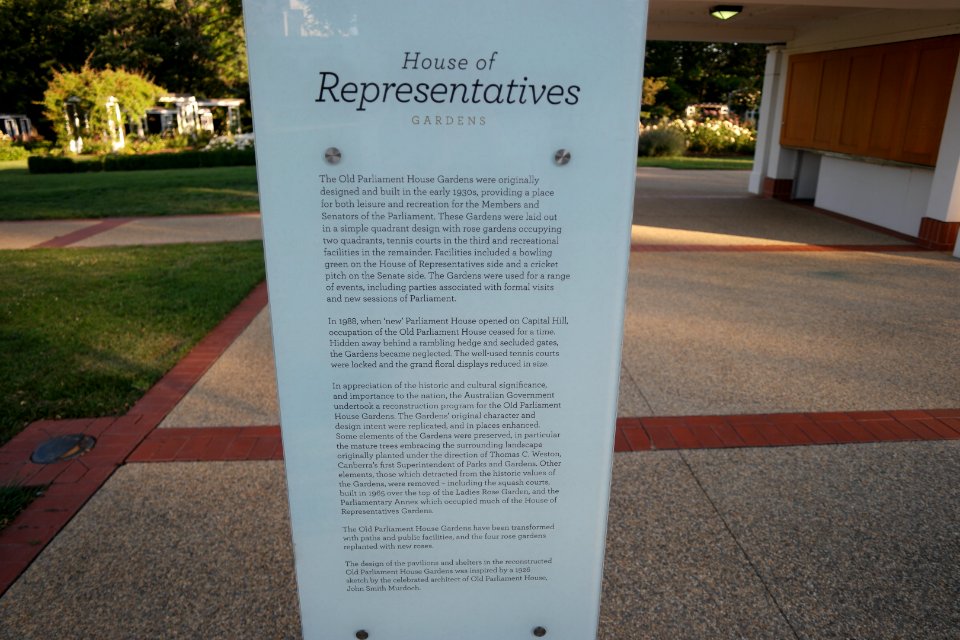 House of
Representatives
GARDENS
The Old Parliament House Gardens were originally
designed and built in the early 1930s, providing a place
for both leisure and recreation for the Members and
Senators of the Parliament. These Gardens were laid out
in a simple quadrant design with rose gardens occupying
two quadrants, tennis courts in the third and recreational
facilities in the remainder. Facilities included a bowling
green on the House of Representatives side and a cricket
pitch on the Senate side. The Gardens were used for a range
of events, including parties associated with formal visits
and new sessions of Parliament.
In 1988, when 'new' Parliament House opened on Capital Hill,
occupation of the Old Parliament House ceased for a time.
Hidden away behind a rambling hedge and secluded gates,
the Gardens became neglected. The well-used tennis courts
were locked and the grand floral displays reduced in size.
In appreciation of the historic and cultural significance,
and importance to the nation, the Australian Government
undertook a reconstruction program for the Old Parliament
House Gardens. The Gardens' original character and
design intent were replicated, and in places enhanced.
Some elements of the Gardens were preserved, in particular
the mature trees embracing the surrounding landscape
originally planted under the direction of Thomas C. Weston,
Canberra's first Superintendent of Parks and Gardens. Other
elements, those which detracted from the historic values of
the Gardens, were removed – including the squash courts,
built in 1965 over the top of the Ladies Rose Garden, and the
Parliamentary Annex which occupied much of the House of
Representatives Gardens.
The Old Parliament House Gardens have been transformed
with paths and public facilities, and the four rose gardens
replanted with new roses.
The design of the pavilions and shelters in the reconstructed
Old Parliament House Gardens was inspired by a 1926
sketch by the celebrated architect of Old Parliament House,
John Smith Murdoch.